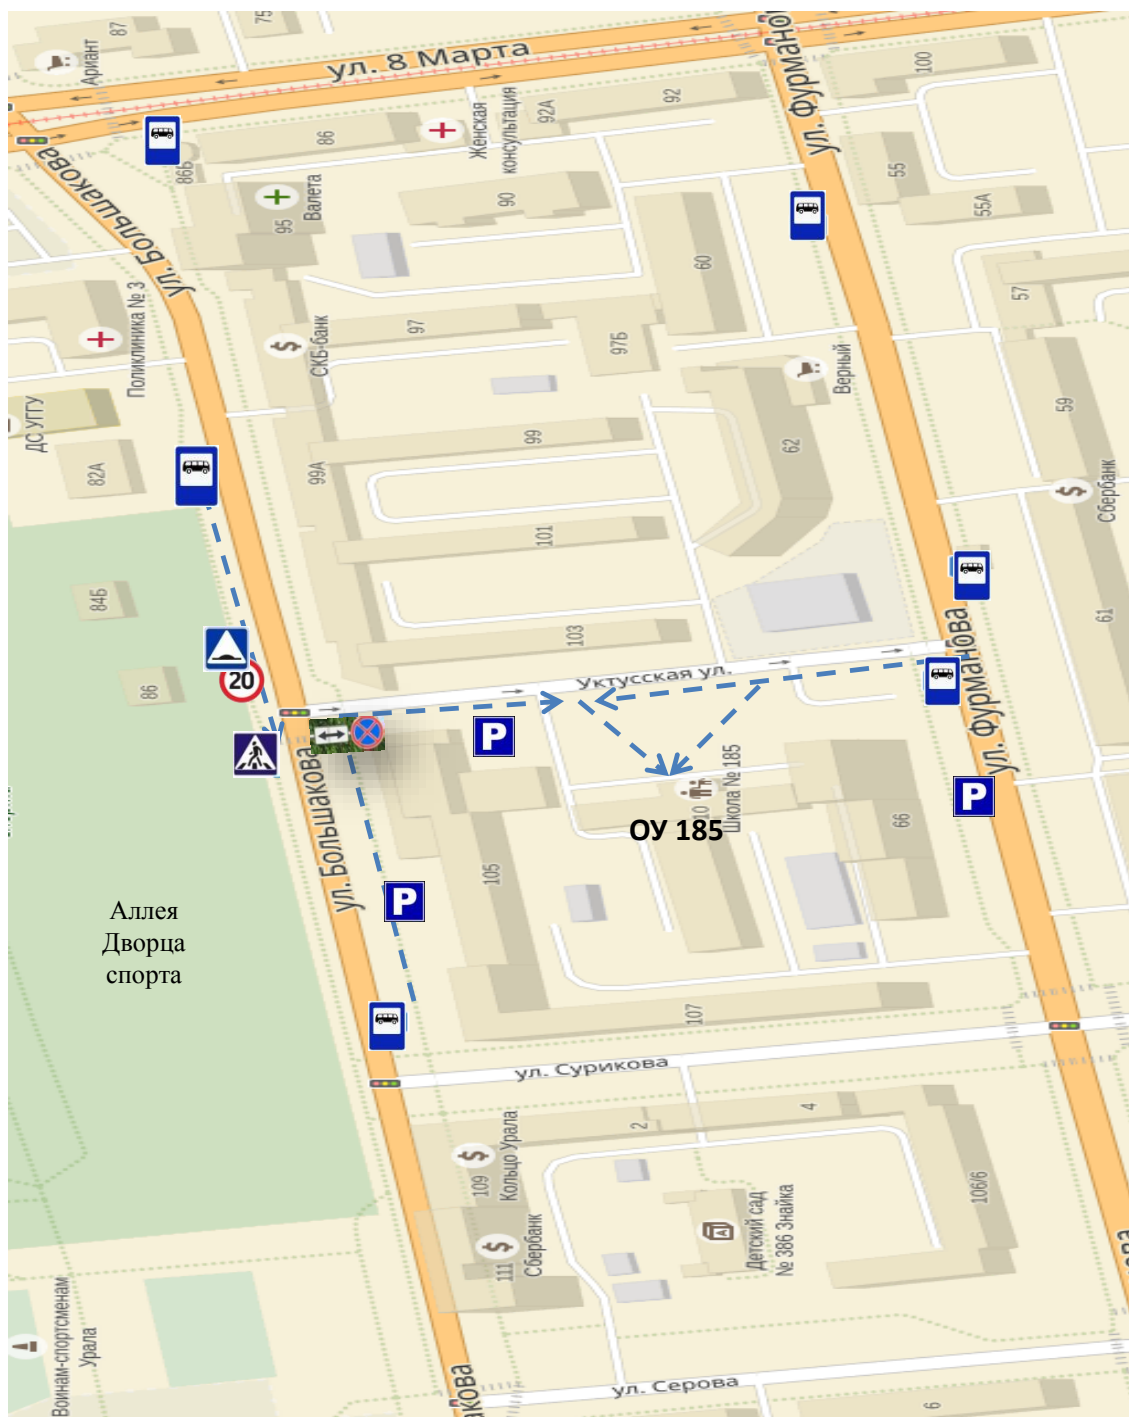 87
75
Ариант
ул. 8 Марта
ул. Фурманова
100
92
92А
86
Женская
консультация
ул. Большакова
86Б
Валета
95
90
55
55А
60
57
Поликлиника № 3
СКБ-банк
97
97Б
Верный
59
ДС УГГУ
82А
99А
99
62
Сбербанк
101
84Б
61
103
86
20
Уктусская ул.
ул. Фурманова
P
P
ул. Большакова
10
Школа № 185
ОУ 185
66
105
P
Аллея
Дворца
спорта
107
ул. Сурикова
2
4
109
Кольцо Урала
106/6
111
Сбербанк
Детский сад
№ 386 Знайка
Воинам-спортсменам
Урала
ул. Серова
6